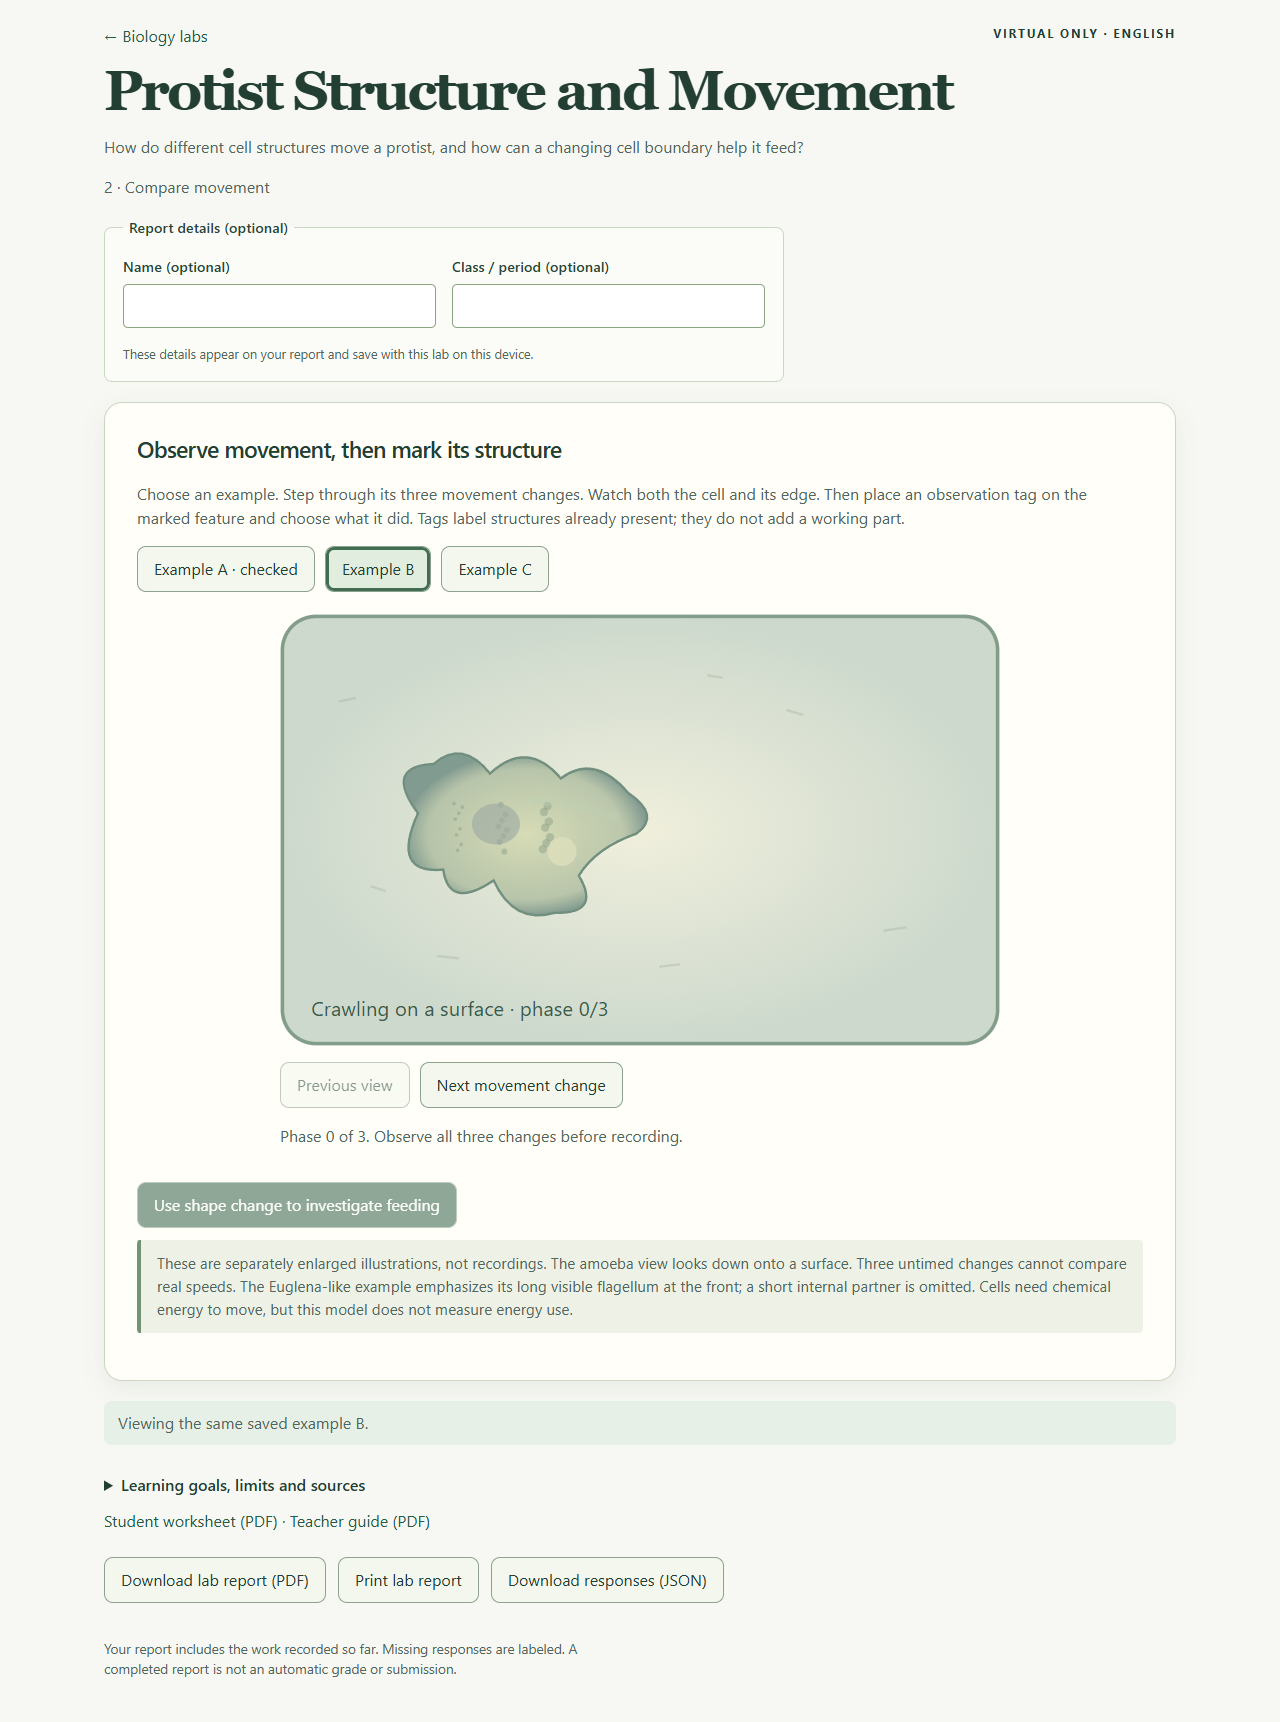 ← Biology labs
VIRTUAL ONLY · ENGLISH
Protist Structure and Movement
How do different cell structures move a protist, and how can a changing cell boundary help it feed?
2 · Compare movement
Report details (optional)
Name (optional)
Class / period (optional)
These details appear on your report and save with this lab on this device.
Observe movement, then mark its structure
Choose an example. Step through its three movement changes. Watch both the cell and its edge. Then place an observation tag on the
marked feature and choose what it did. Tags label structures already present; they do not add a working part.
Example A · checked
Example B
Example C
Crawling on a surface · phase 0/3
Previous view
Next movement change
Phase 0 of 3. Observe all three changes before recording.
Use shape change to investigate feeding
These are separately enlarged illustrations, not recordings. The amoeba view looks down onto a surface. Three untimed changes cannot compare
real speeds. The Euglena-like example emphasizes its long visible flagellum at the front; a short internal partner is omitted. Cells need chemical
energy to move, but this model does not measure energy use.
Viewing the same saved example B.
▶ Learning goals, limits and sources
Student worksheet (PDF) · Teacher guide (PDF)
Download lab report (PDF)
Print lab report
Download responses (JSON)
Your report includes the work recorded so far. Missing responses are labeled. A
completed report is not an automatic grade or submission.